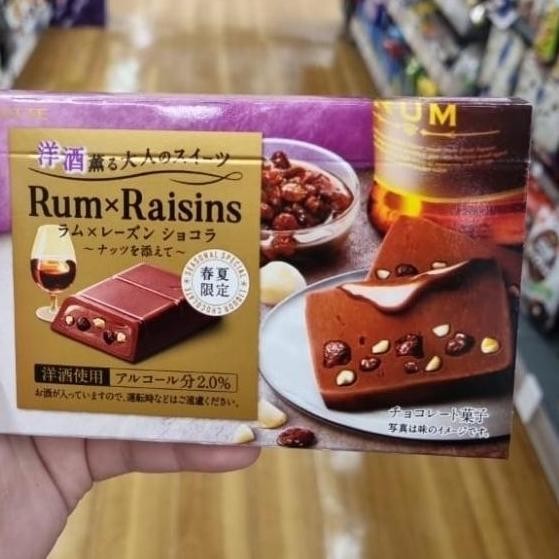 洋酒薫る大人のスイーツ
Rum×Raisins
ラム×レーズン ショコラ
～ナッツを添えて～
SEASONAL SPECIAL
春夏
限定
LIQUOR CHOCOLATE
洋酒使用 アルコール分2.0%
お酒が入っていますので、運転時などはご遠慮ください。
RUM
チョコレート菓子
写真は味のイメージです。